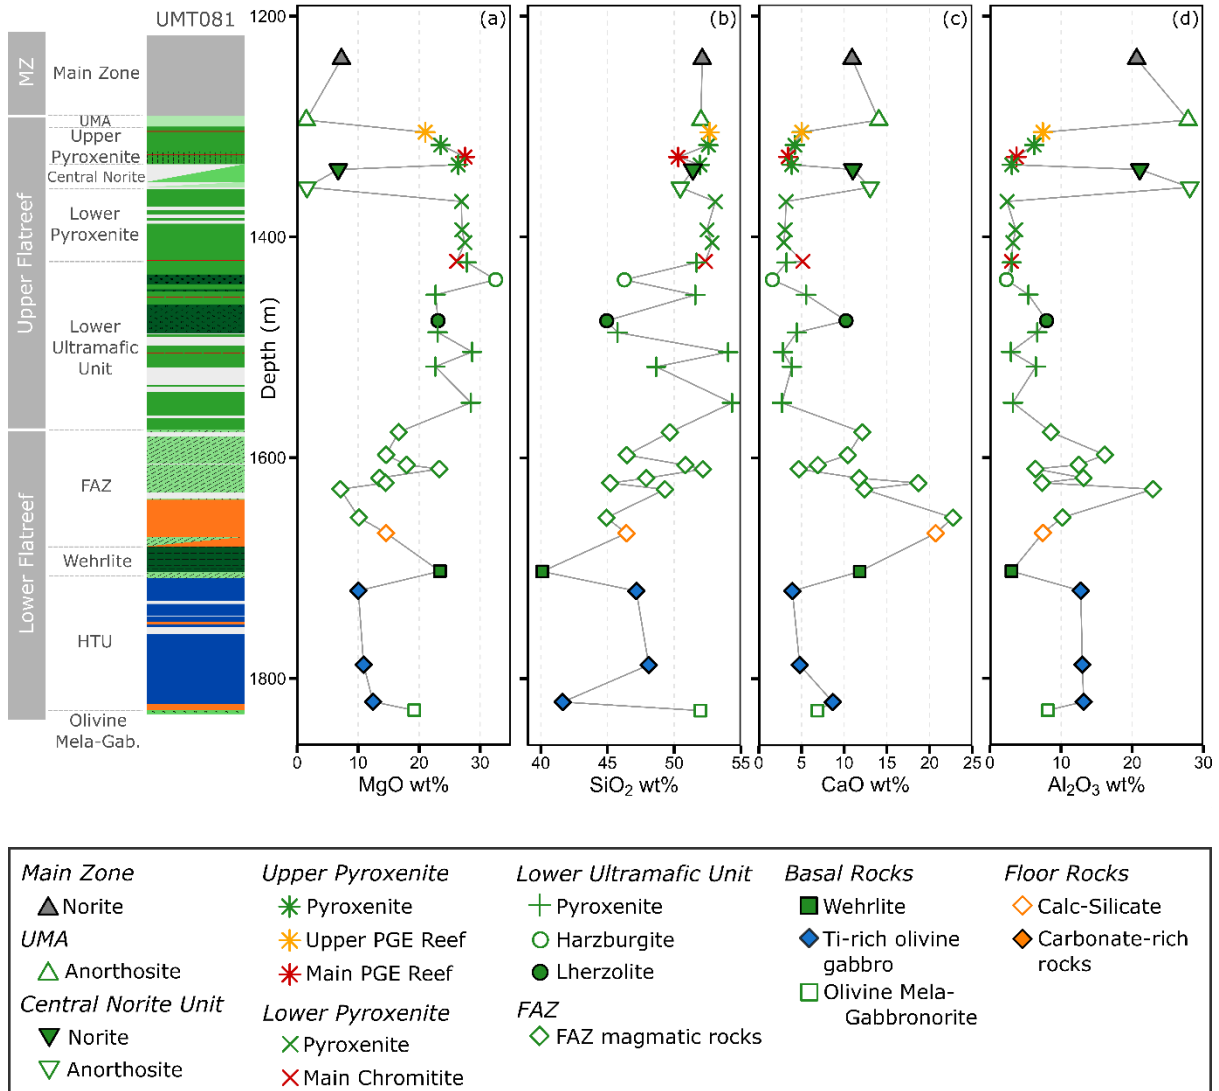 UMT081
MZ
Main Zone
UMA
Upper
Pyroxenite
Central Norite
Upper Flatreef
Lower
Pyroxenite
Lower
Ultramafic
Unit
Lower Flatreef
FAZ
Wehrlite
HTU
Olivine
Mela-Gab.
(a)
(b)
(c)
(d)
1200
1400
1600
1800
Depth (m)
0 10 20 30
MgO wt%
40 45 50 55
SiO2 wt%
0 5 10 15 20 25
CaO wt%
0 10 20 30
Al2O3 wt%
Main Zone
Norite
UMA
Anorthosite
Central Norite Unit
Norite
Anorthosite
Upper Pyroxenite
Pyroxenite
Upper PGE Reef
Main PGE Reef
Lower Pyroxenite
Pyroxenite
Main Chromitite
Lower Ultramafic Unit
Pyroxenite
Harzburgite
Lherzolite
FAZ
FAZ magmatic rocks
Basal Rocks
Wehrlite
Ti-rich olivine
gabbro
Olivine Mela-
Gabbronorite
Floor Rocks
Calc-Silicate
Carbonate-rich
rocks